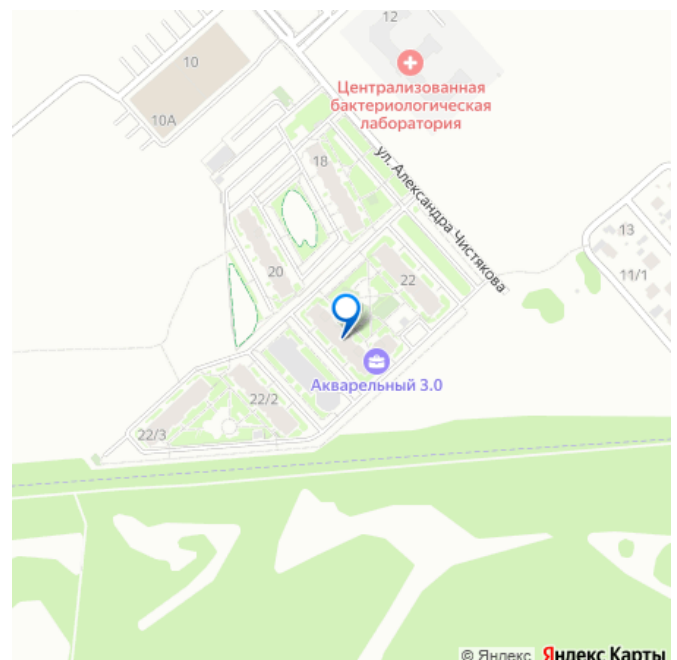 12
10
Централизованная
бактериологическая
лаборатория
10А
18
ул. Александра Чистякова
13
20
22
11/1
Акварельный 3.0
22/2
22/3
© Яндекс Яндекс Карты